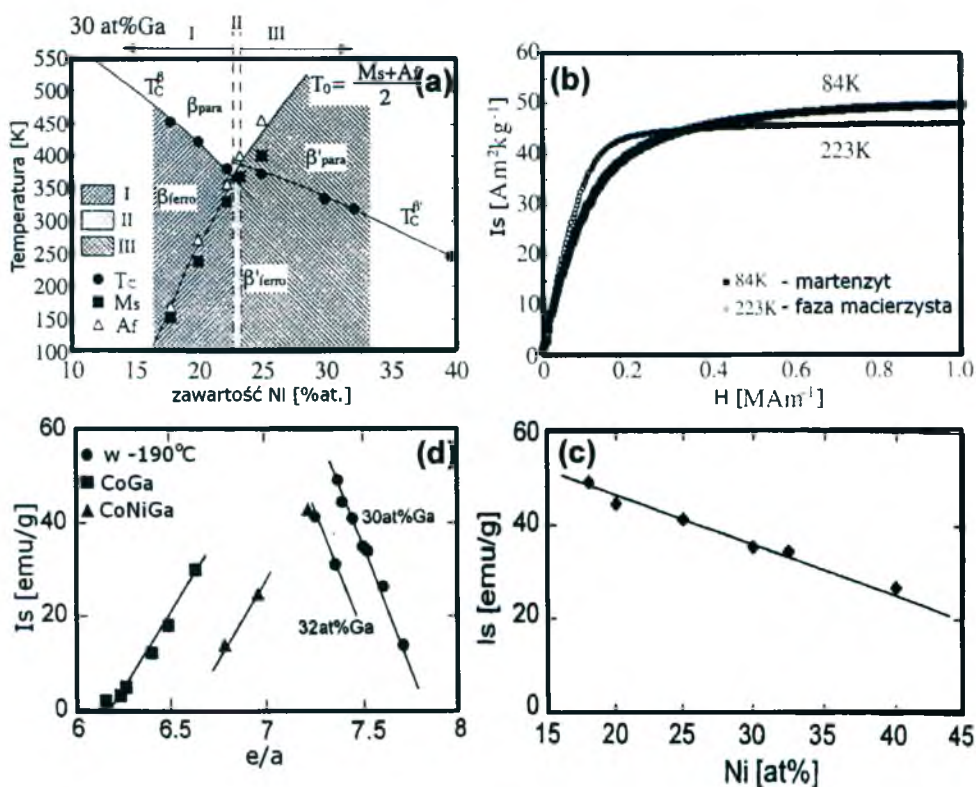 30 at%Ga
I II III
(a)
T_C^β
β_para
T_0 = (Ms+Af)/2
β'_para
β_ferro
β'_ferro
T_C^β'
I
II
III
Tc
Ms
Af
550
500
450
400
350
300
250
200
150
100
Temperatura [K]
10 20 30 40
zawartość Ni [%at.]
(b)
84K
223K
84K - martenzyt
223K - faza macierzysta
60
50
40
30
20
10
0
Is [Am²kg⁻¹]
0 0.2 0.4 0.6 0.8 1.0
H [MAm⁻¹]
(d)
w -190°C
CoGa
CoNiGa
30at%Ga
32at%Ga
60
40
20
0
Is [emu/g]
6 6.5 7 7.5 8
e/a
(c)
60
40
20
0
Is [emu/g]
15 20 25 30 35 40 45
Ni [at%]